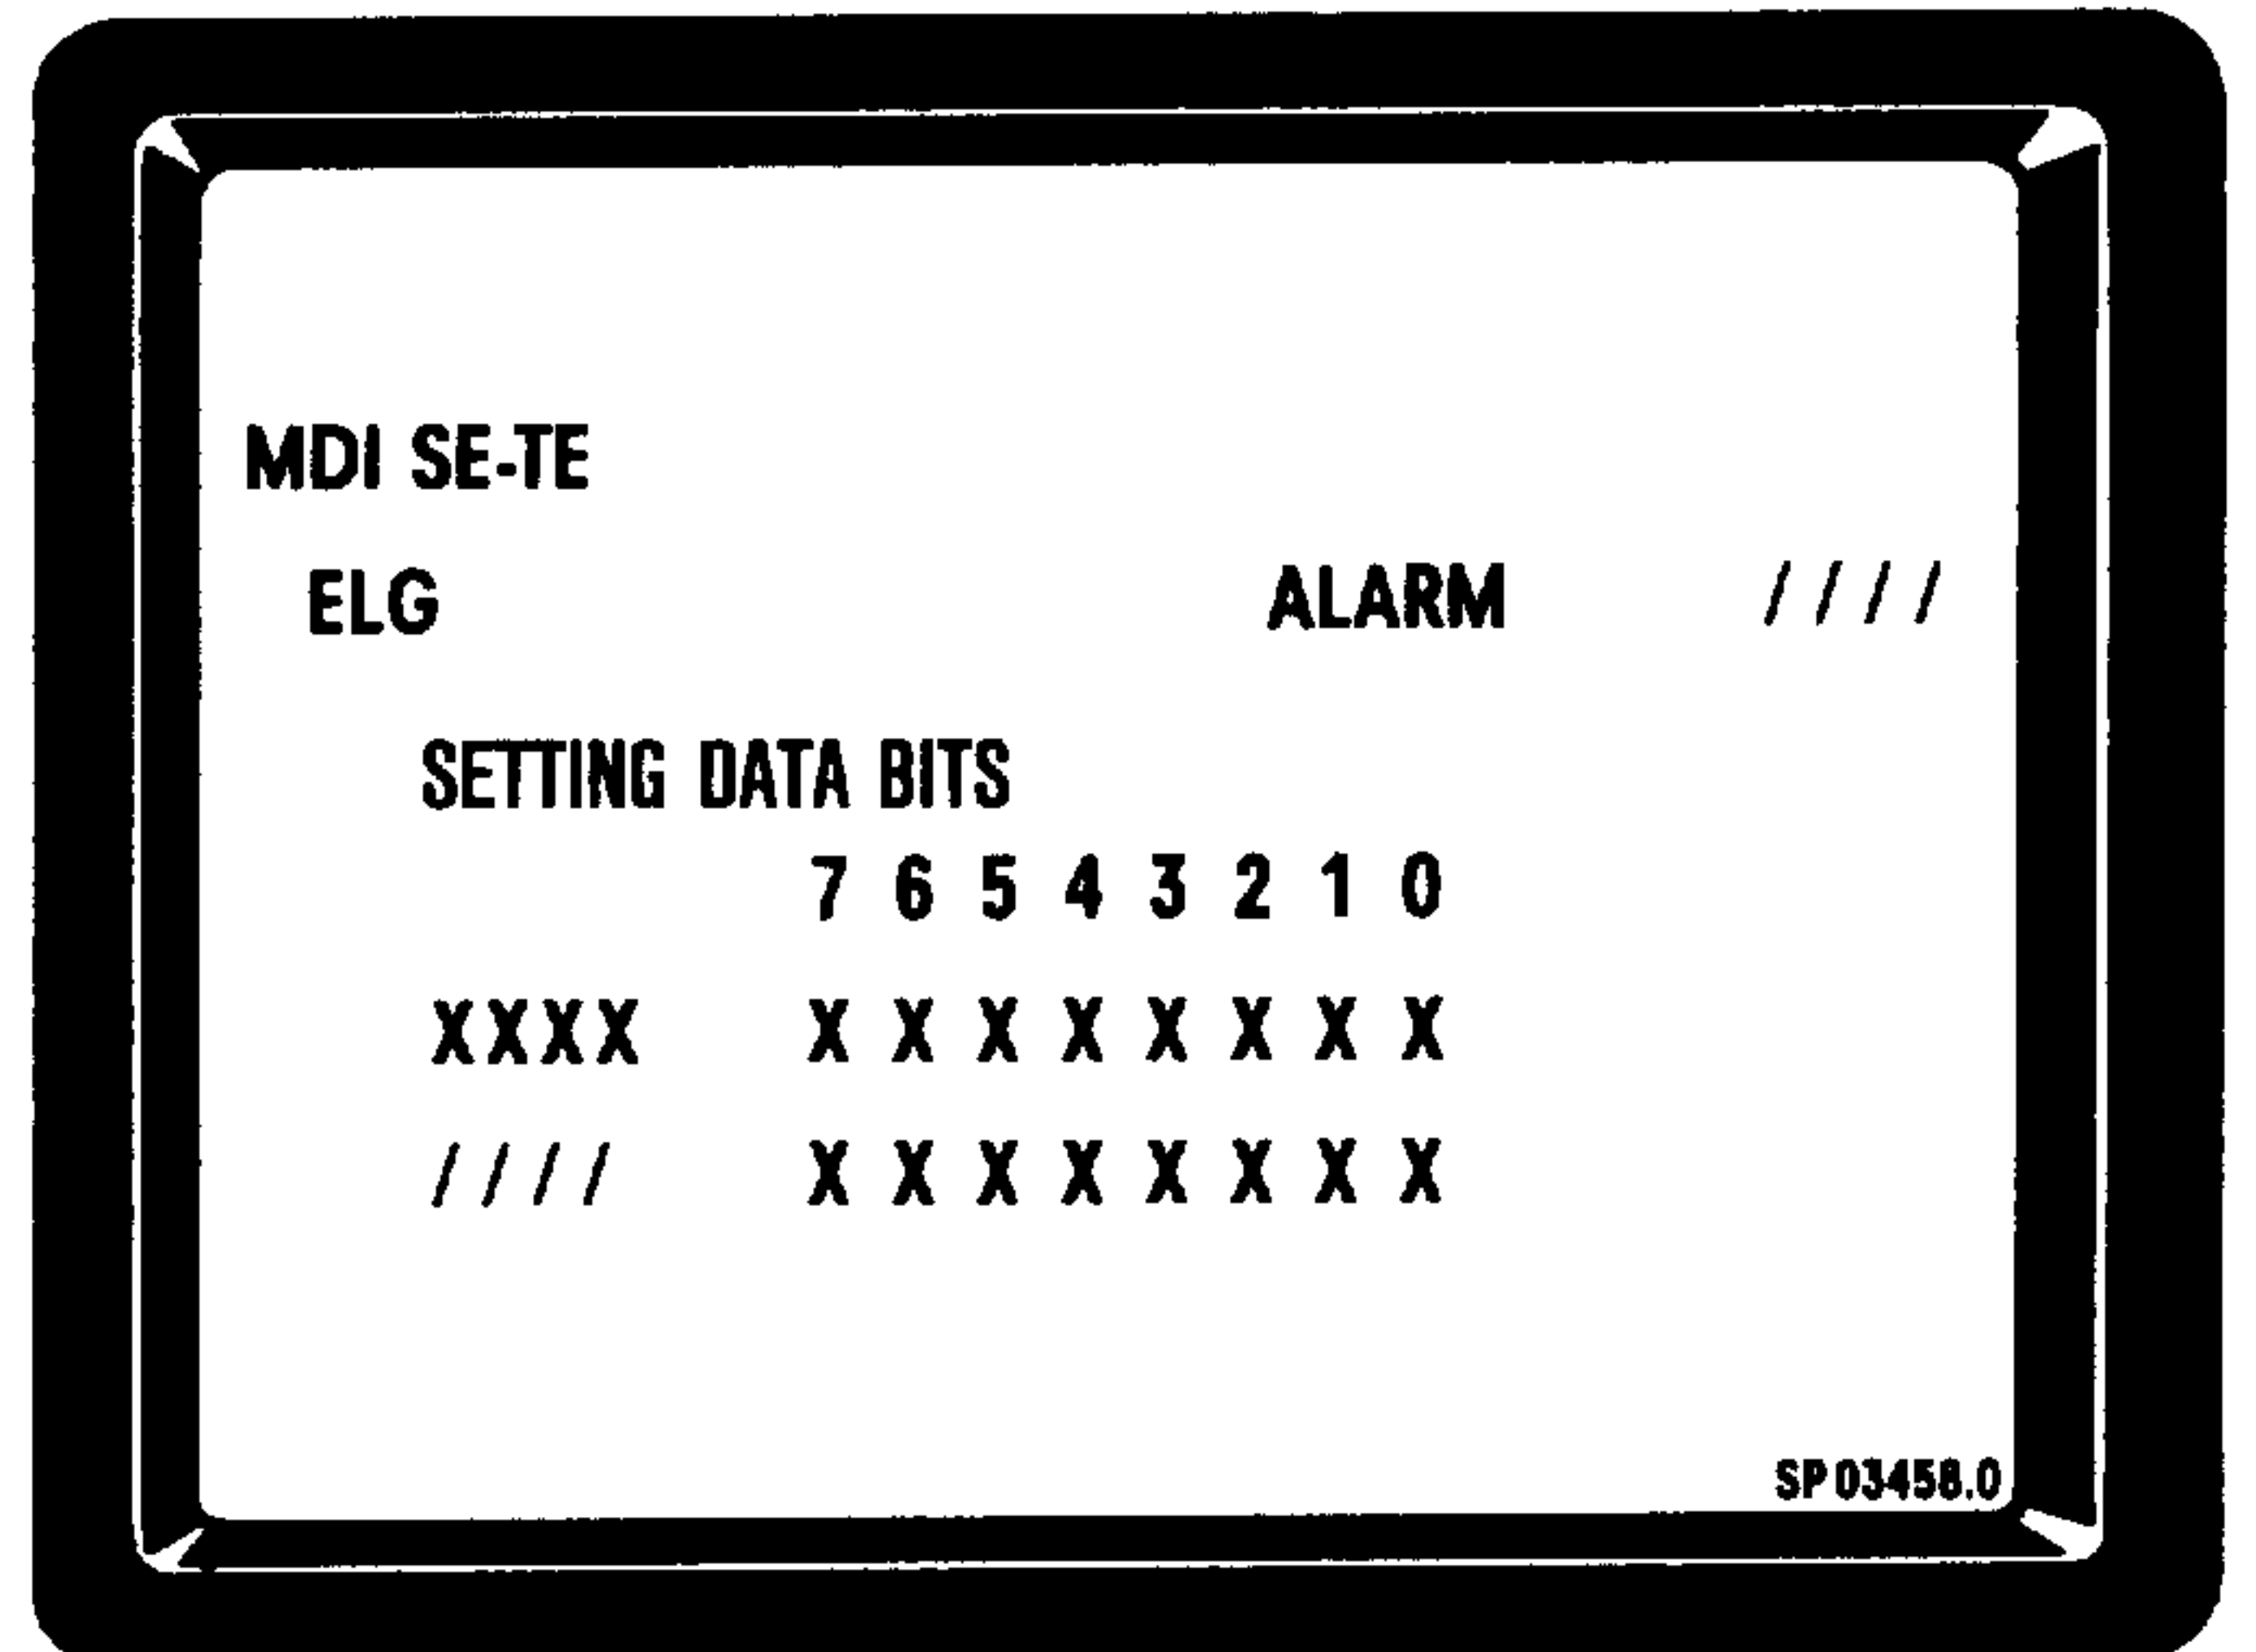 MDI SE-TE
ELG ALARM ////
SETTING DATA BITS
7 6 5 4 3 2 1 0
XXXX X X X X X X X X
//// X X X X X X X X
SP03458.0